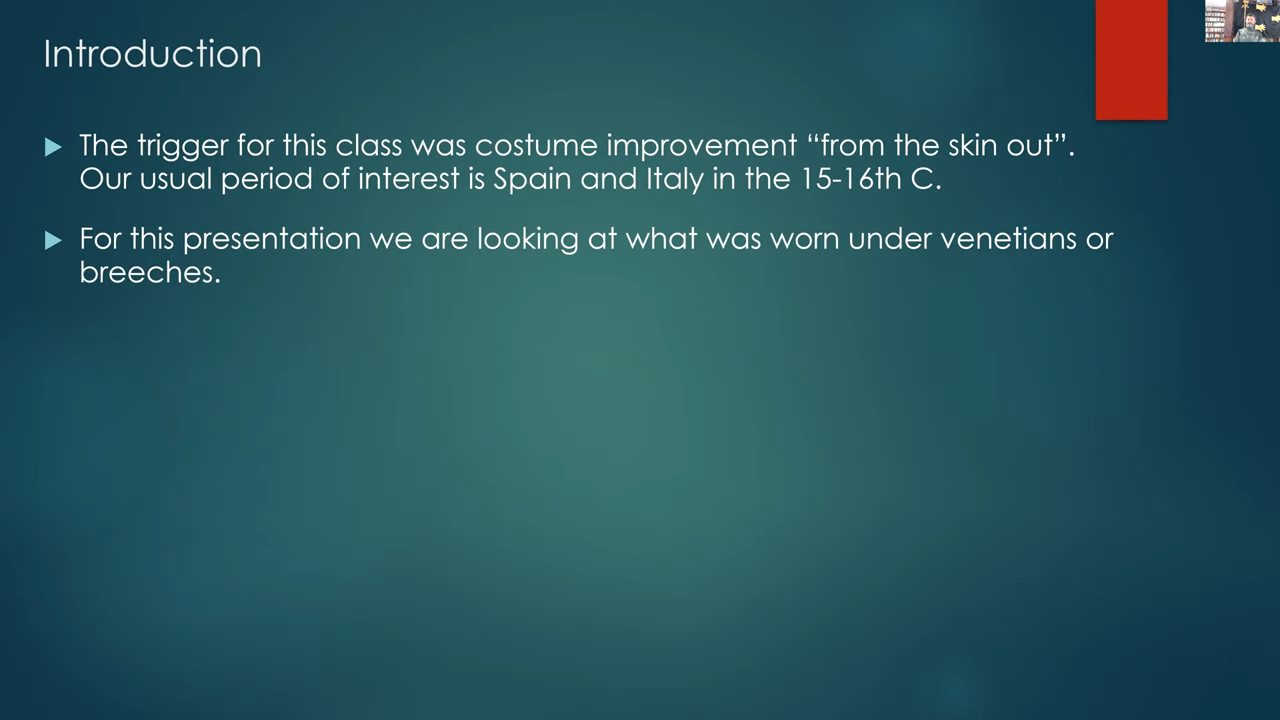 Introduction
The trigger for this class was costume improvement “from the skin out”.
Our usual period of interest is Spain and Italy in the 15-16th C.
For this presentation we are looking at what was worn under venetians or
breeches.